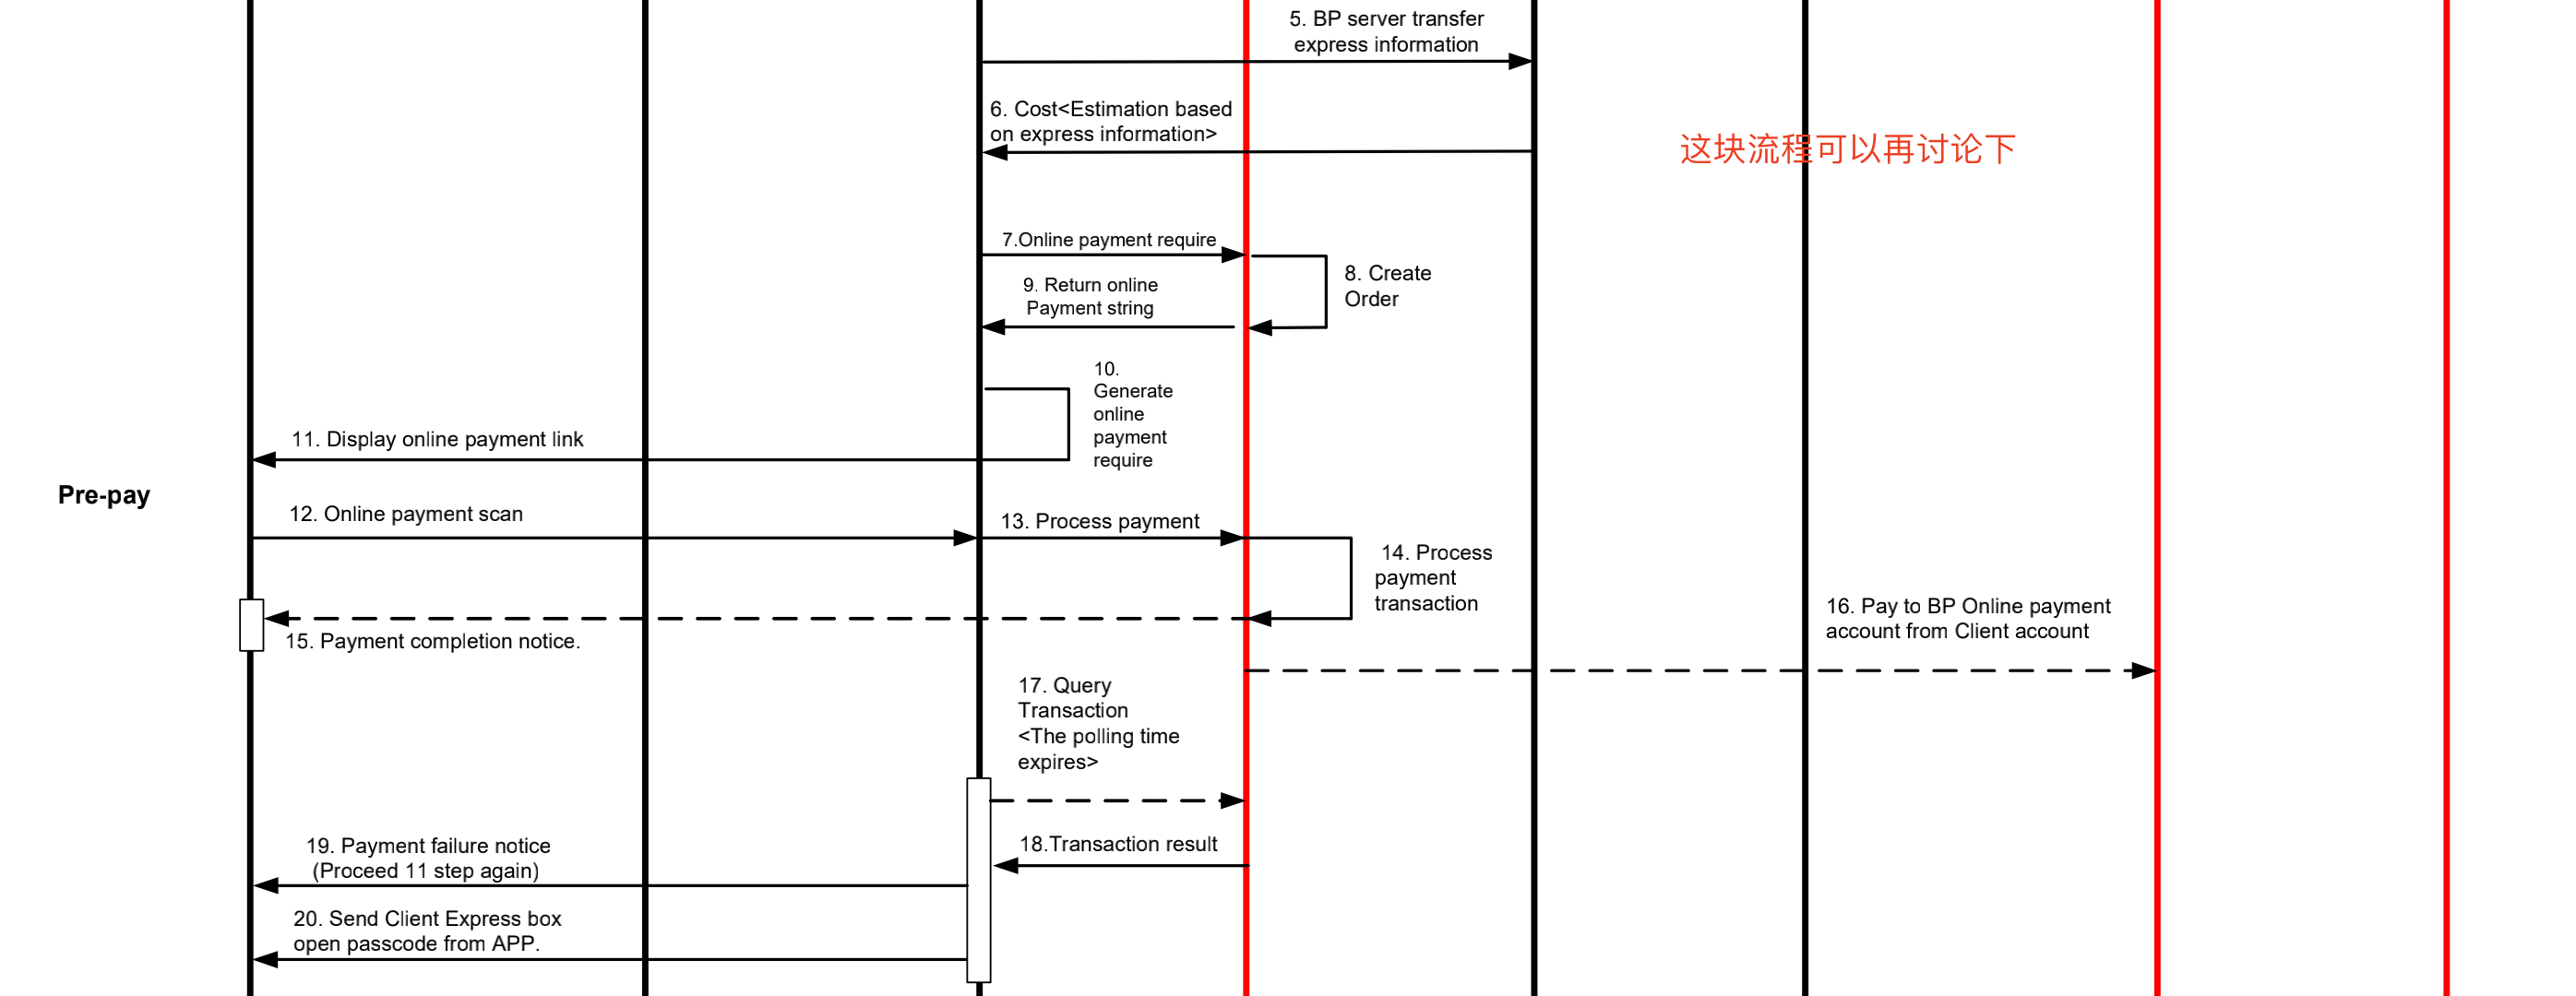 5. BP server transfer
express information
6. Cost<Estimation based
on express information>
这块流程可以再讨论下
7.Online payment require
8. Create
Order
9. Return online
Payment string
10.
Generate
online
payment
require
11. Display online payment link
Pre-pay
12. Online payment scan
13. Process payment
14. Process
payment
transaction
15. Payment completion notice.
16. Pay to BP Online payment
account from Client account
17. Query
Transaction
<The polling time
expires>
18.Transaction result
19. Payment failure notice
(Proceed 11 step again)
20. Send Client Express box
open passcode from APP.